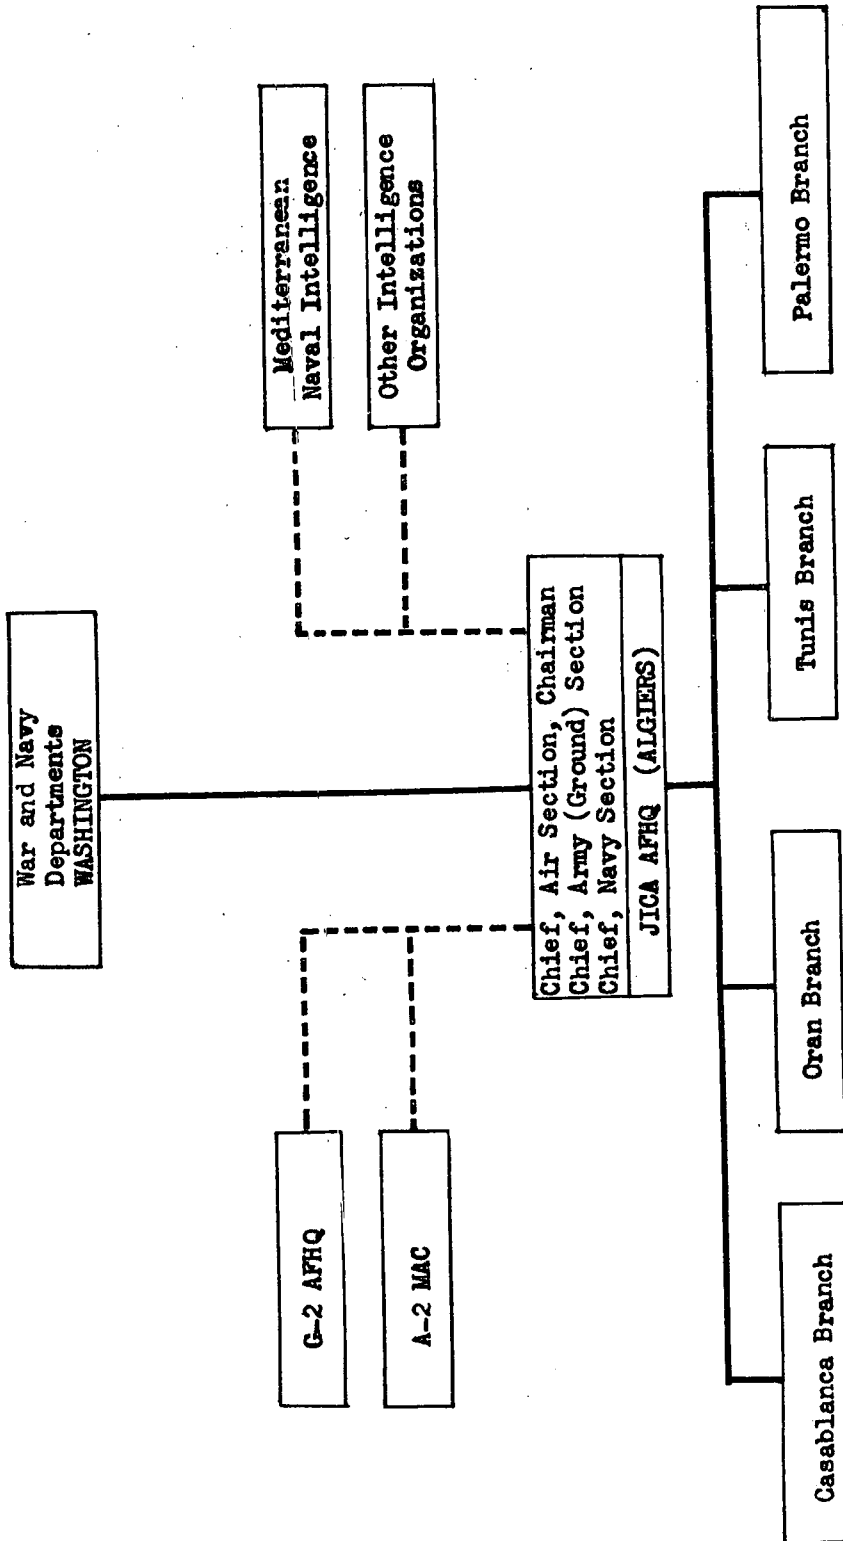 War and Navy
Departments
WASHINGTON
G-2 AFHQ
A-2 MAC
Mediterranean
Naval Intelligence
Other Intelligence
Organizations
Chief, Air Section, Chairman
Chief, Army (Ground) Section
Chief, Navy Section
JICA AFHQ (ALGIERS)
Casablanca Branch
Oran Branch
Tunis Branch
Palermo Branch